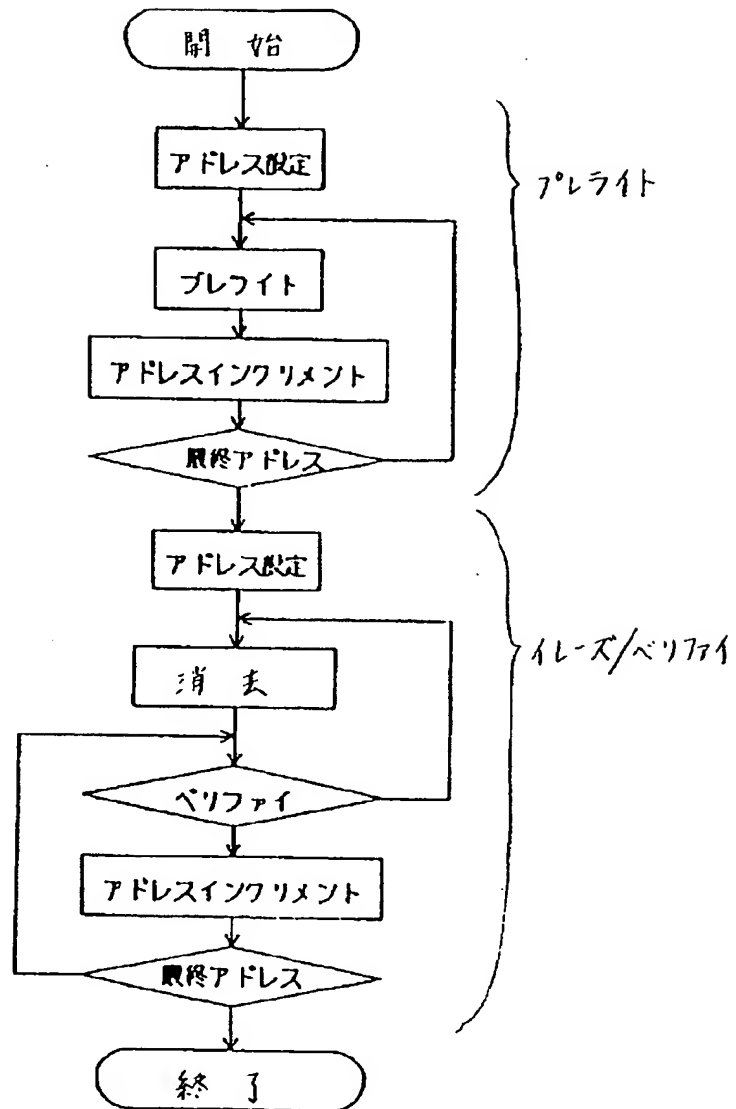 開始
アドレス設定
プレライト
プレライト
アドレスインクリメント
最終アドレス
アドレス設定
消去
イレーズ/ベリファイ
ベリファイ
アドレスインクリメント
最終アドレス
終了